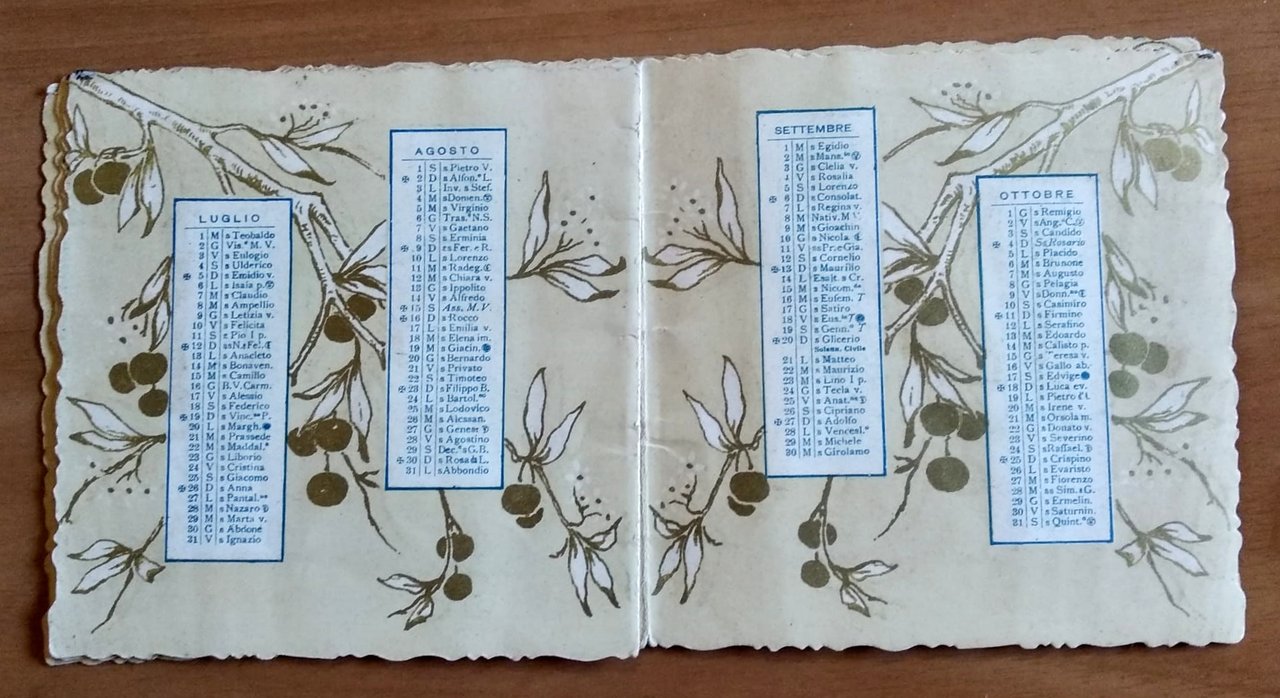 LUGLIO
1 M s Teobaldo
2 G Vis.ᵉ M. V.
3 V s Eulogio
4 S s Ulderico
✠ 5 D s Emidio v.
6 L s Isaia p.
7 M s Claudio
8 M s Ampellio
9 G s Letizia v.
10 V s Felicita
11 S s Pio I p.
✠ 12 D
13 L s Anacleto
14 M s Bonaven.
15 M s Camillo
16 G B.V. Carm.
17 V s Alessio
18 S s Federico
✠ 19 D s Vinc.
20 L s Margh.
21 M s Prassede
22 M s Maddal.ᵃ
23 G s Liborio
24 V s Cristina
25 S s Giacomo
✠ 26 D s Anna
27 L s Pantal.
28 M s Nazaro
29 M s Marta v.
30 G s Abdone
31 V s Ignazio
AGOSTO
1 S s Pietro V.
✠ 2 D s Alfon.ᵒ L.
3 L Inv. s Stef.
4 M s Domen.
5 M s Virginio
6 G Tras.ᵉ N.S.
7 V s Gaetano
8 S s Erminia
✠ 9 D ss Fer. e R.
10 L s Lorenzo
11 M s Radeg.
12 M s Chiara v.
13 G s Ippolito
14 V s Alfredo
✠ 15 S Ass. M. V.
✠ 16 D s Rocco
17 L s Emilia v.
18 M s Elena im.
19 M s Giacin.
20 G s Bernardo
21 V s Privato
22 S s Timoteo
✠ 23 D s Filippo B.
24 L s Bartol.ᵐᵒ
25 M s Lodovico
26 M s Alessan.
27 G s Genese
28 V s Agostino
29 S Dec.ᵉ s G.B.
✠ 30 D s Rosa di L.
31 L s Abbondio
SETTEMBRE
1 M s Egidio
2 M s Mans.
3 G s Clelia v.
4 V s Rosalia
5 S s Lorenzo
✠ 6 D s Consolat.
7 L s Regina v.
8 M Nativ. M V.
9 M s Gioachin
10 G s Nicola
11 V ss Pr. e Gia.
12 S s Cornelio
✠ 13 D s Maurilio
14 L Esalt. s Cr.
15 M s Nicom.
16 M s Eufem. T
17 G s Satiro
18 V s Eus. T
19 S s Genn.ᵒ T
✠ 20 D s Glicerio
Solenn. Civile
21 L s Matteo
22 M s Maurizio
23 M s Lino I p.
24 G s Tecla v.
25 V s Anat.
26 S s Cipriano
✠ 27 D s Adolfo
28 L s Vencesl.ᵒ
29 M s Michele
30 M s Girolamo
OTTOBRE
1 G s Remigio
2 V s Ang.ⁱ C.
3 S s Candido
✠ 4 D Ss Rosario
5 L s Placido
6 M s Brunone
7 M s Augusto
8 G s Pelagia
9 V s Donn.
10 S s Casimiro
✠ 11 D s Firmino
12 L s Serafino
13 M s Edoardo
14 M s Calisto p.
15 G s Teresa v.
16 V s Gallo ab.
17 S s Edvige
✠ 18 D s Luca ev.
19 L s Pietro d'A.
20 M s Irene v.
21 M s Orsola m.
22 G s Donato v.
23 V s Severino
24 S s Raffael.
✠ 25 D s Crispino
26 L s Evaristo
27 M s Fiorenzo
28 M ss Sim. e G.
29 G s Ermelin.
30 V s Saturnin.
31 S s Quint.ᵒ